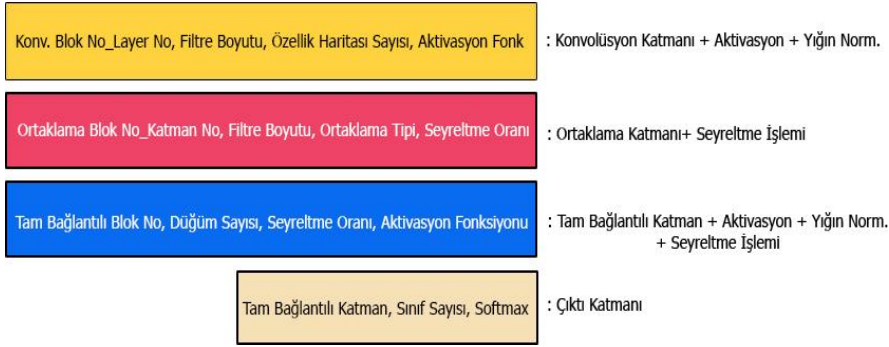 Konv. Blok No_Layer No, Filtre Boyutu, Özellik Haritası Sayısı, Aktivasyon Fonk : Konvolüsyon Katmanı + Aktivasyon + Yığın Norm.
Ortaklama Blok No_Katman No, Filtre Boyutu, Ortaklama Tipi, Seyreltme Oranı : Ortaklama Katmanı+ Seyreltme İşlemi
Tam Bağlantılı Blok No, Düğüm Sayısı, Seyreltme Oranı, Aktivasyon Fonksiyonu : Tam Bağlantılı Katman + Aktivasyon + Yığın Norm.
+ Seyreltme İşlemi
Tam Bağlantılı Katman, Sınıf Sayısı, Softmax : Çıktı Katmanı